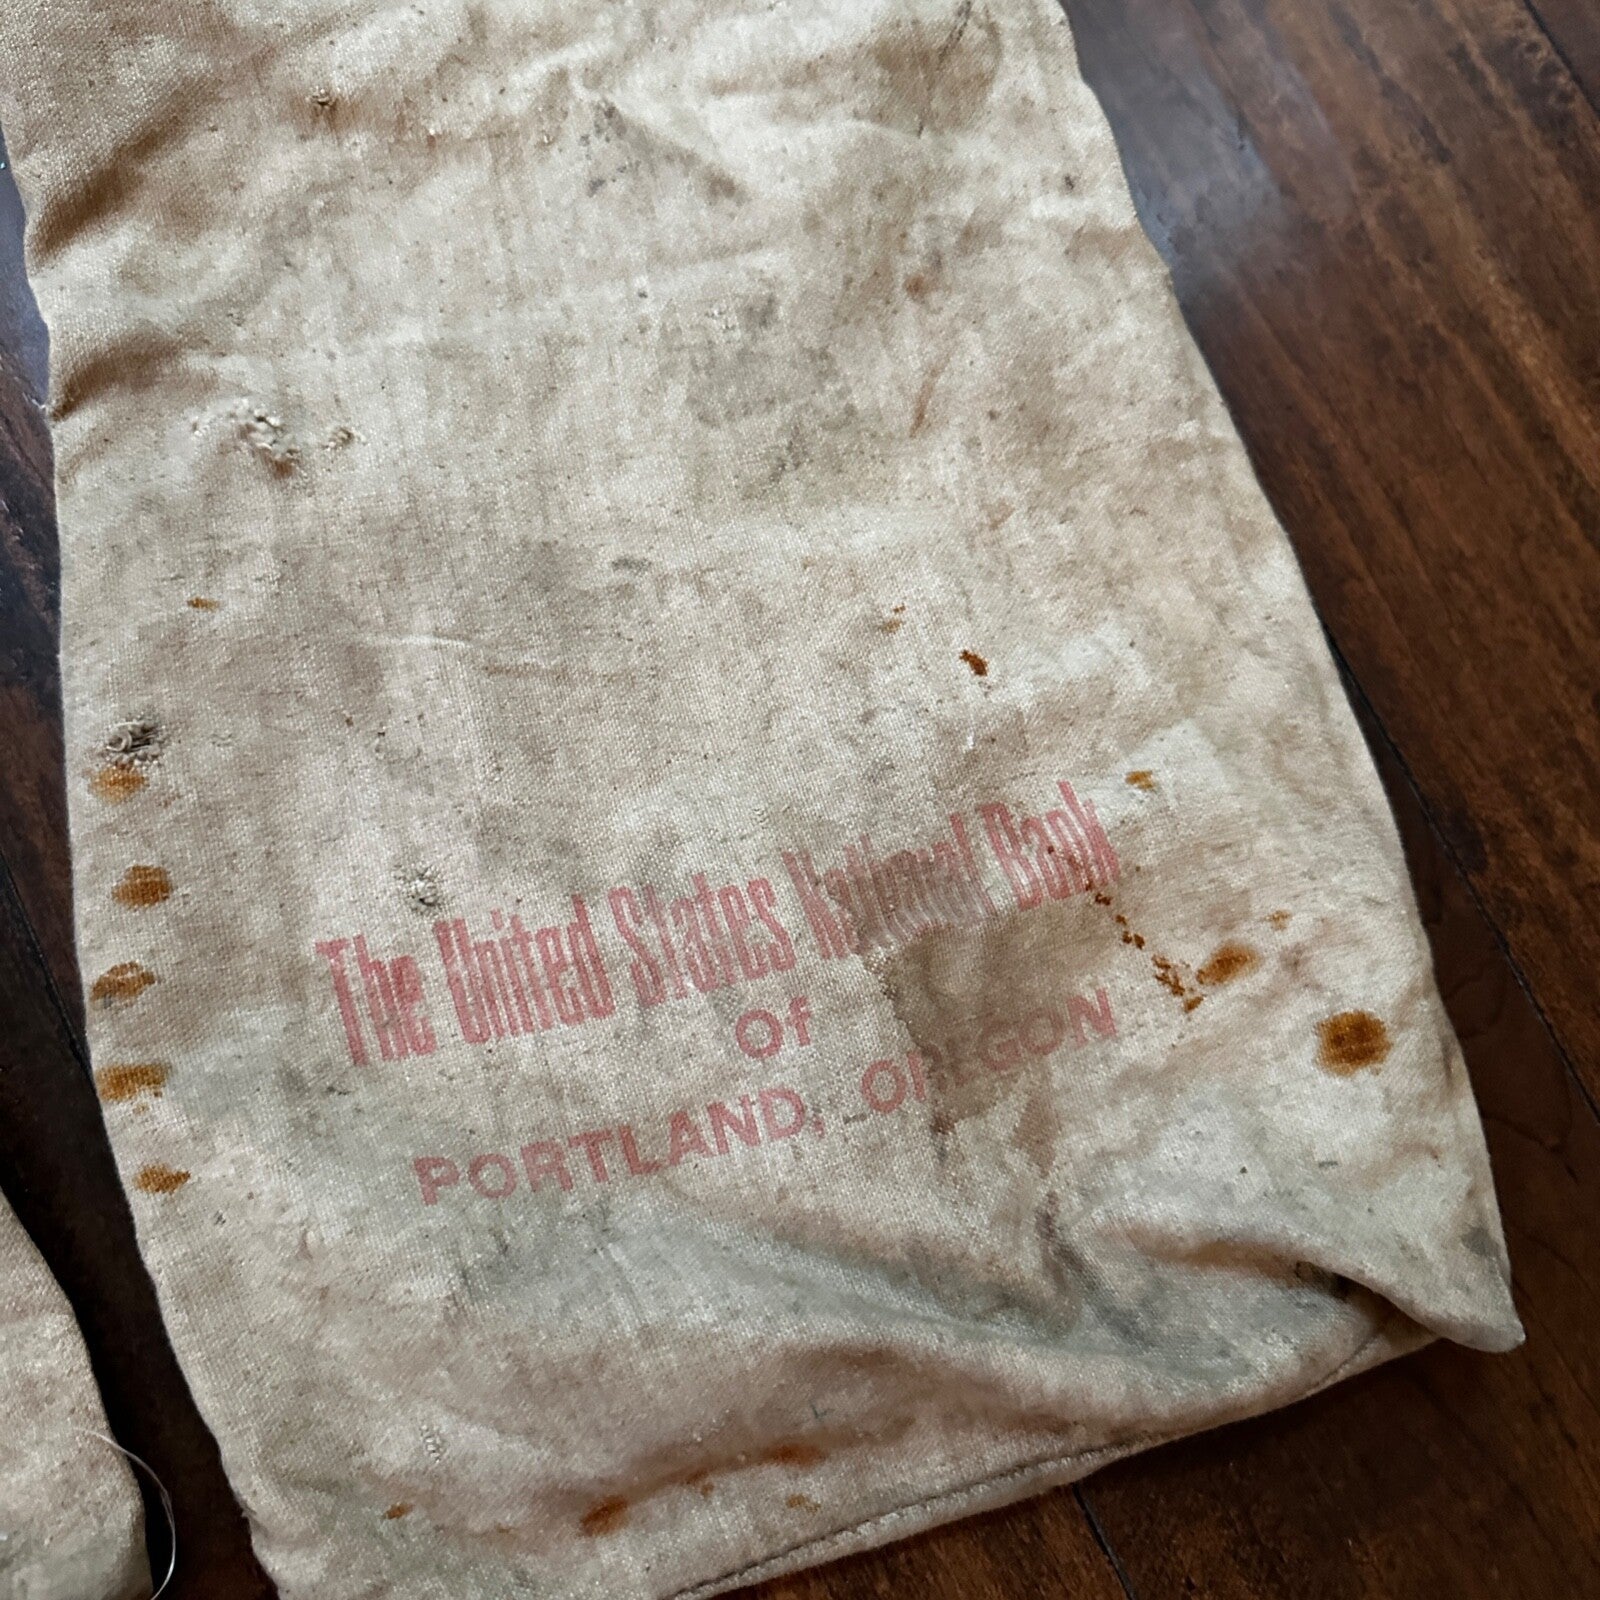 The United States National Bank
Of
PORTLAND, OREGON